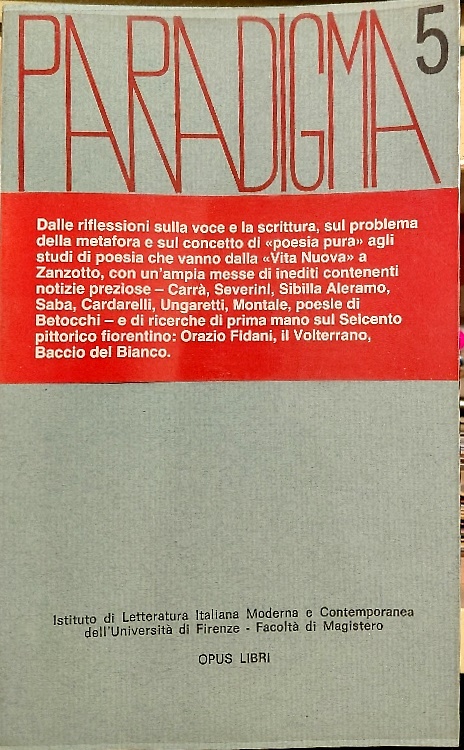 PARADIGMA 5
Dalle riflessioni sulla voce e la scrittura, sul problema
della metafora e sul concetto di «poesia pura» agli
studi di poesia che vanno dalla «Vita Nuova» a
Zanzotto, con un'ampia messe di inediti contenenti
notizie preziose – Carrà, Severini, Sibilla Aleramo,
Saba, Cardarelli, Ungaretti, Montale, poesie di
Betocchi – e di ricerche di prima mano sul Seicento
pittorico fiorentino: Orazio Fidani, il Volterrano,
Baccio del Bianco.
Istituto di Letteratura Italiana Moderna e Contemporanea
dell'Università di Firenze - Facoltà di Magistero
OPUS LIBRI